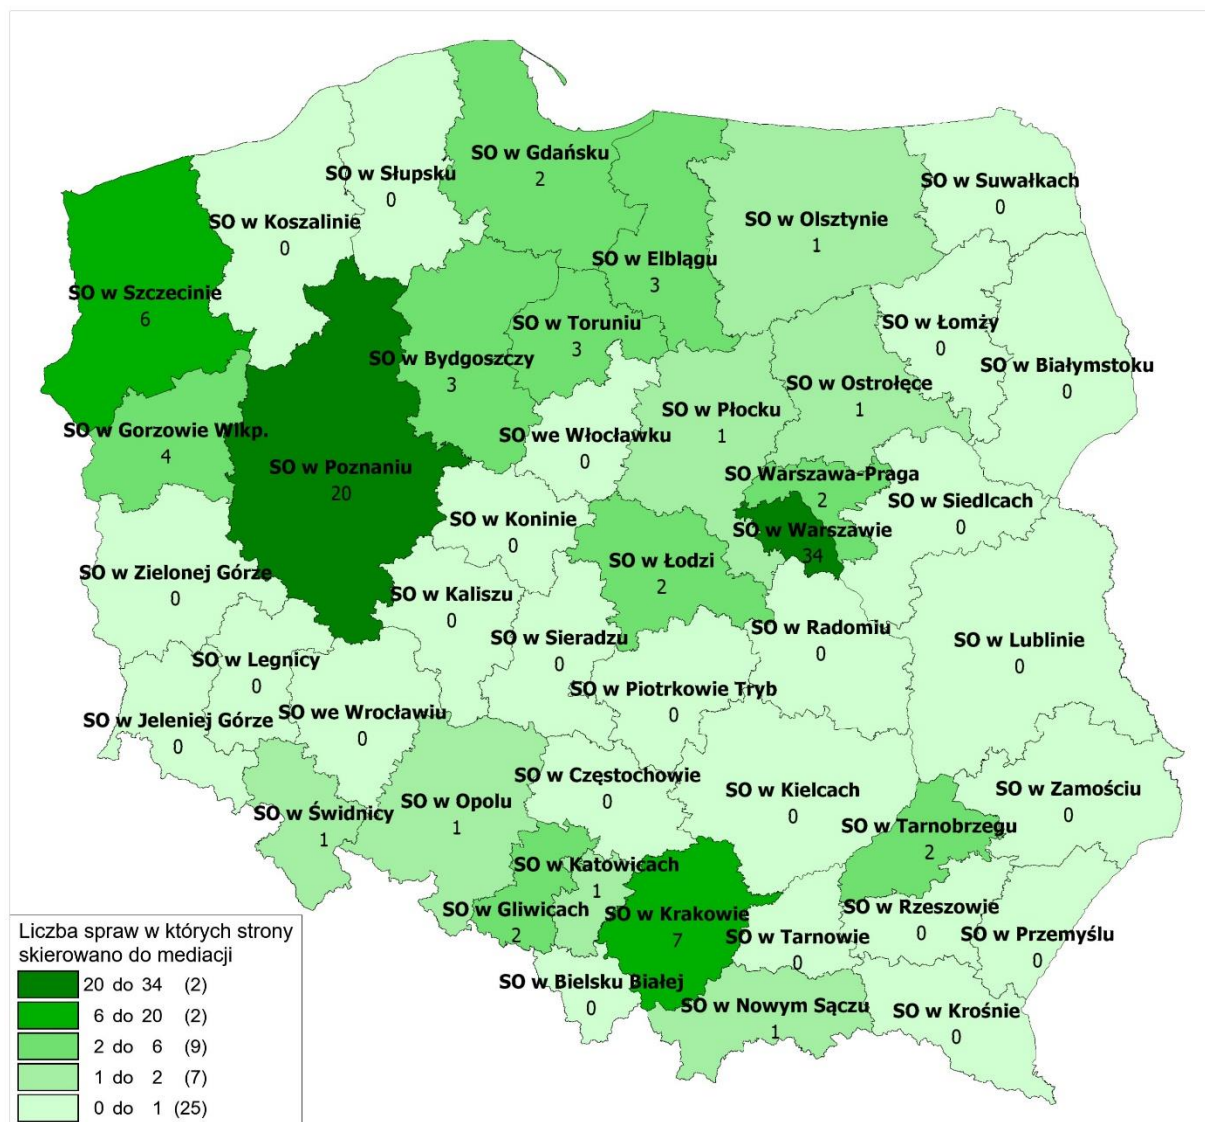 SO w Gdańsku
2
SO w Słupsku
0
SO w Suwałkach
0
SO w Koszalinie
0
SO w Olsztynie
1
SO w Elblągu
3
SO w Szczecinie
6
SO w Toruniu
3
SO w Łomży
0
SO w Bydgoszczy
3
SO w Białymstoku
0
SO w Ostrołęce
1
SO w Płocku
1
SO w Gorzowie Wlkp.
4
SO we Włocławku
0
SO w Poznaniu
20
SO Warszawa-Praga
2
SO w Siedlcach
0
SO w Koninie
0
SO w Warszawie
34
SO w Łodzi
2
SO w Zielonej Górze
0
SO w Kaliszu
0
SO w Radomiu
0
SO w Sieradzu
0
SO w Lublinie
0
SO w Legnicy
0
SO w Piotrkowie Tryb
0
SO w Jeleniej Górze
0
SO we Wrocławiu
0
SO w Częstochowie
0
SO w Kielcach
0
SO w Zamościu
0
SO w Opolu
1
SO w Świdnicy
1
SO w Tarnobrzegu
2
SO w Katowicach
1
SO w Gliwicach
2
SO w Krakowie
7
SO w Rzeszowie
0
SO w Tarnowie
0
SO w Przemyślu
0
SO w Bielsku Białej
0
SO w Nowym Sączu
1
SO w Krośnie
0
Liczba spraw w których strony
skierowano do mediacji
20 do 34 (2)
6 do 20 (2)
2 do 6 (9)
1 do 2 (7)
0 do 1 (25)